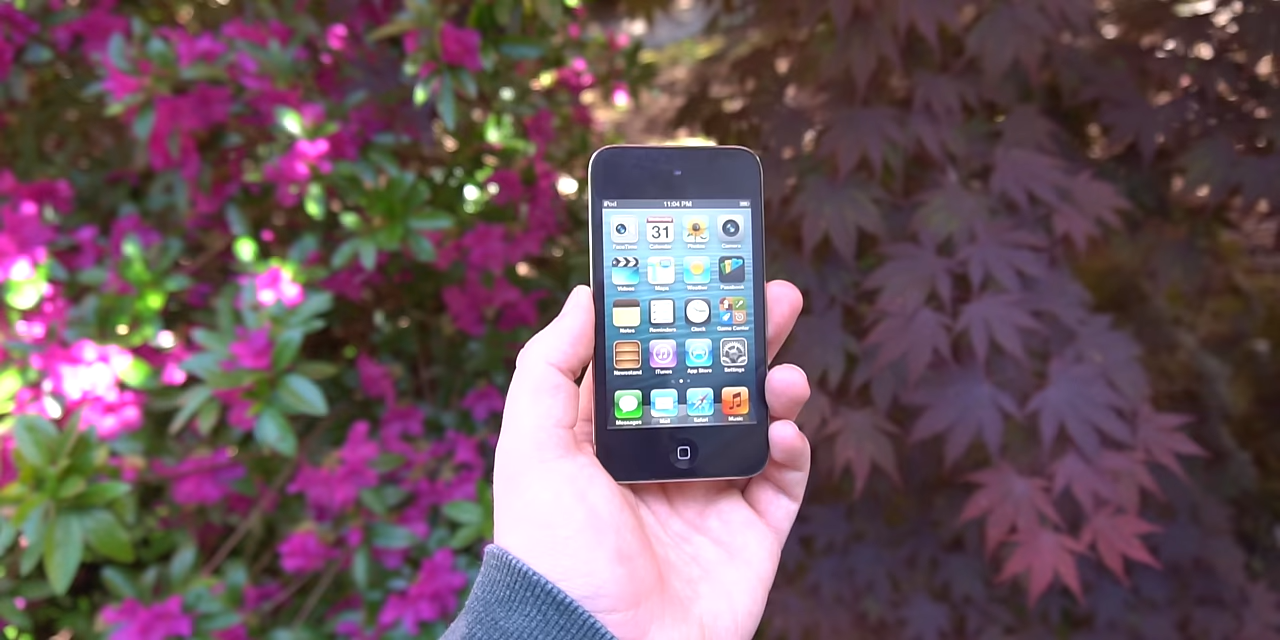 iPod 11:04 PM
31
FaceTime Calendar Photos Camera
Videos Maps Weather Passbook
Notes Reminders Clock Game Center
Newsstand iTunes App Store Settings
Messages Mail Safari Music